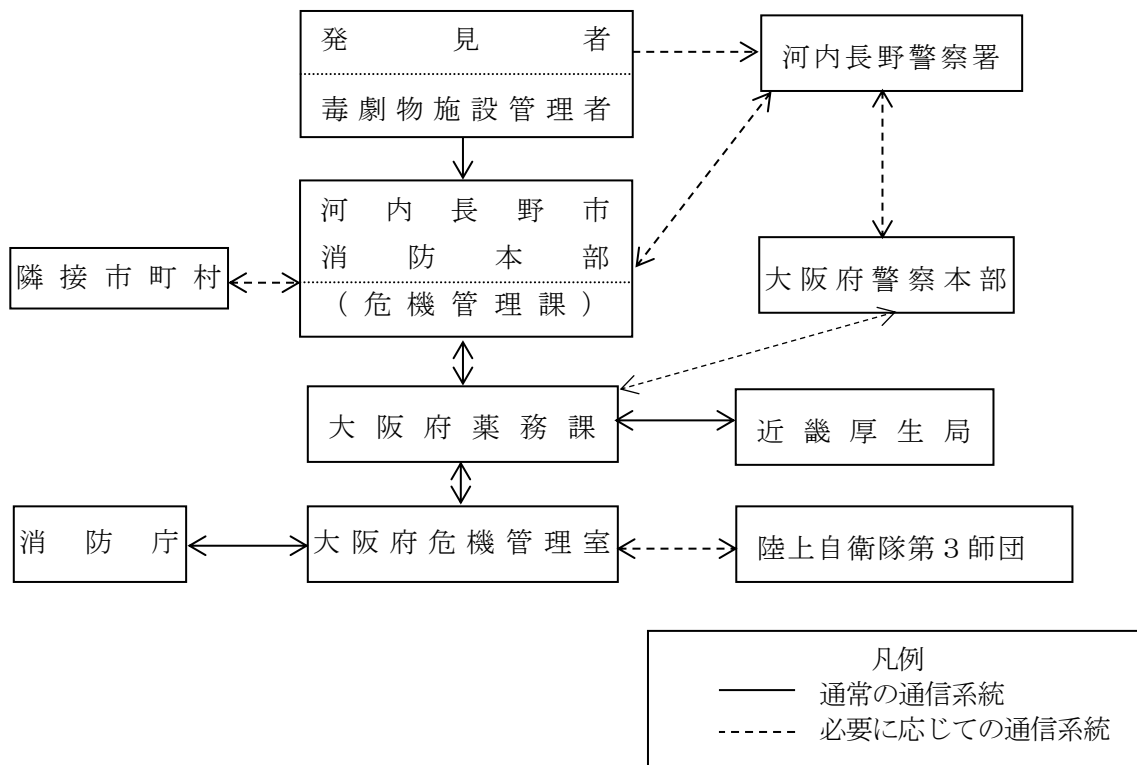 発見者
毒劇物施設管理者
河内長野警察署
河内長野市
消防本部
(危機管理課)
隣接市町村
大阪府警察本部
大阪府薬務課
近畿厚生局
消防庁
大阪府危機管理室
陸上自衛隊第3師団
凡例
通常の通信系統
必要に応じての通信系統